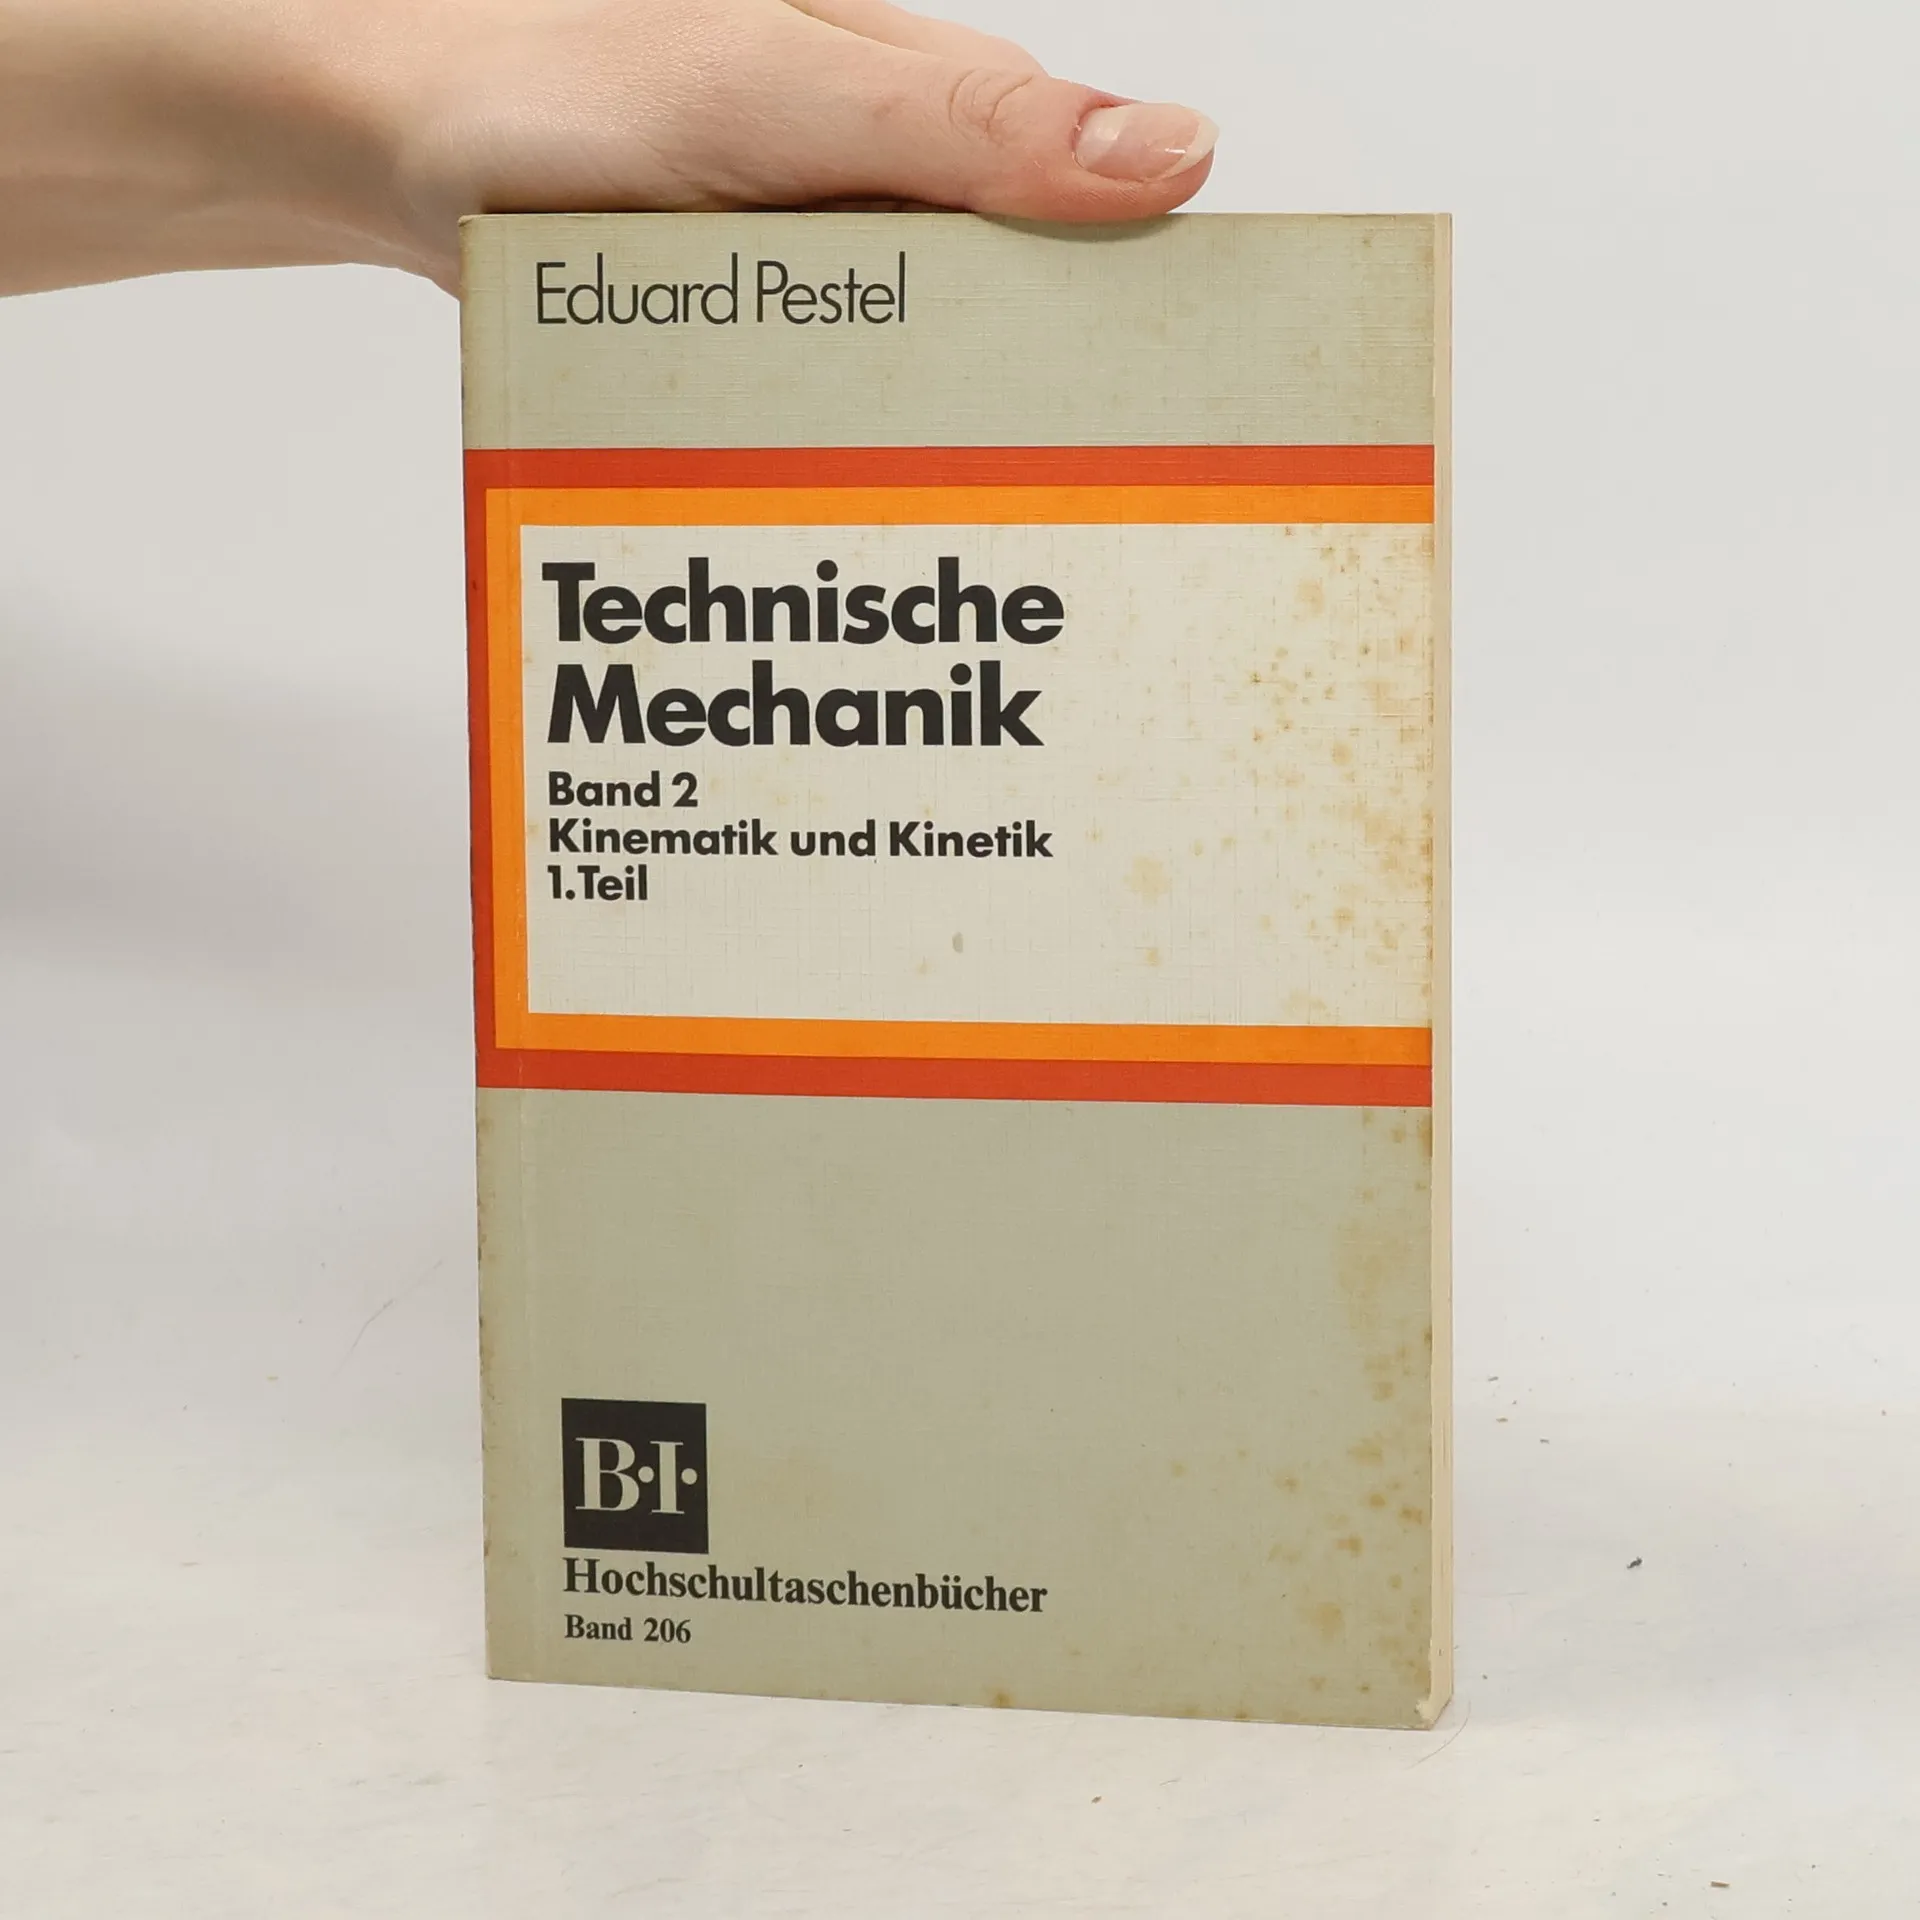 Eduard Pestel
Technische
Mechanik
Band 2
Kinematik und Kinetik
1.Teil
B·I·
Hochschultaschenbücher
Band 206